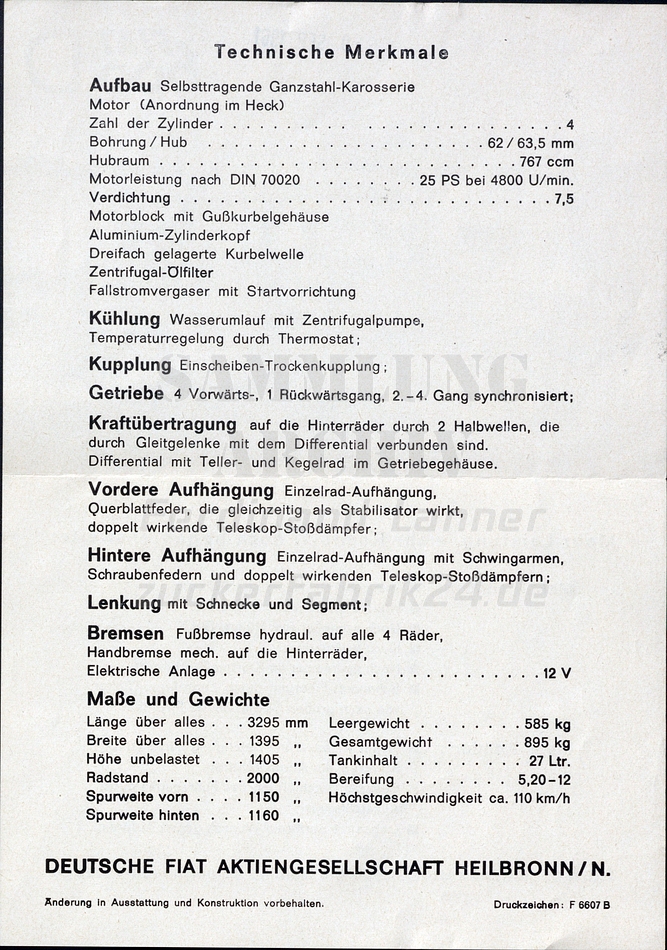 Technische Merkmale
Aufbau Selbsttragende Ganzstahl-Karosserie
Motor (Anordnung im Heck)
Zahl der Zylinder . . . . . . . . . . . . . . . . . . . . . . . . . 4
Bohrung / Hub . . . . . . . . . . . . . . . . . . . . . 62 / 63,5 mm
Hubraum . . . . . . . . . . . . . . . . . . . . . . . . . . . 767 ccm
Motorleistung nach DIN 70020 . . . . . . . . 25 PS bei 4800 U/min.
Verdichtung . . . . . . . . . . . . . . . . . . . . . . . . . . . . 7,5
Motorblock mit Gußkurbelgehäuse
Aluminium-Zylinderkopf
Dreifach gelagerte Kurbelwelle
Zentrifugal-Ölfilter
Fallstromvergaser mit Startvorrichtung
Kühlung Wasserumlauf mit Zentrifugalpumpe,
Temperaturregelung durch Thermostat;
Kupplung Einscheiben-Trockenkupplung;
Getriebe 4 Vorwärts-, 1 Rückwärtsgang, 2.-4. Gang synchronisiert;
Kraftübertragung auf die Hinterräder durch 2 Halbwellen, die
durch Gleitgelenke mit dem Differential verbunden sind.
Differential mit Teller- und Kegelrad im Getriebegehäuse.
Vordere Aufhängung Einzelrad-Aufhängung,
Querblattfeder, die gleichzeitig als Stabilisator wirkt,
doppelt wirkende Teleskop-Stoßdämpfer;
Hintere Aufhängung Einzelrad-Aufhängung mit Schwingarmen,
Schraubenfedern und doppelt wirkenden Teleskop-Stoßdämpfern;
Lenkung mit Schnecke und Segment;
Bremsen Fußbremse hydraul. auf alle 4 Räder,
Handbremse mech. auf die Hinterräder,
Elektrische Anlage . . . . . . . . . . . . . . . . . . . . . . . . 12 V
Maße und Gewichte
Länge über alles . . . 3295 mm
Breite über alles . . . 1395 „
Höhe unbelastet . . . 1405 „
Radstand . . . . . . . 2000 „
Spurweite vorn . . . . 1150 „
Spurweite hinten . . . 1160 „
Leergewicht . . . . . . . . 585 kg
Gesamtgewicht . . . . . . 895 kg
Tankinhalt . . . . . . . . . 27 Ltr.
Bereifung . . . . . . . . 5,20-12
Höchstgeschwindigkeit ca. 110 km/h
DEUTSCHE FIAT AKTIENGESELLSCHAFT HEILBRONN/N.
Änderung in Ausstattung und Konstruktion vorbehalten.
Druckzeichen: F 6607 B
SAMMLUNG
ARCHIV
Lanner
zuckerfabrik24.de